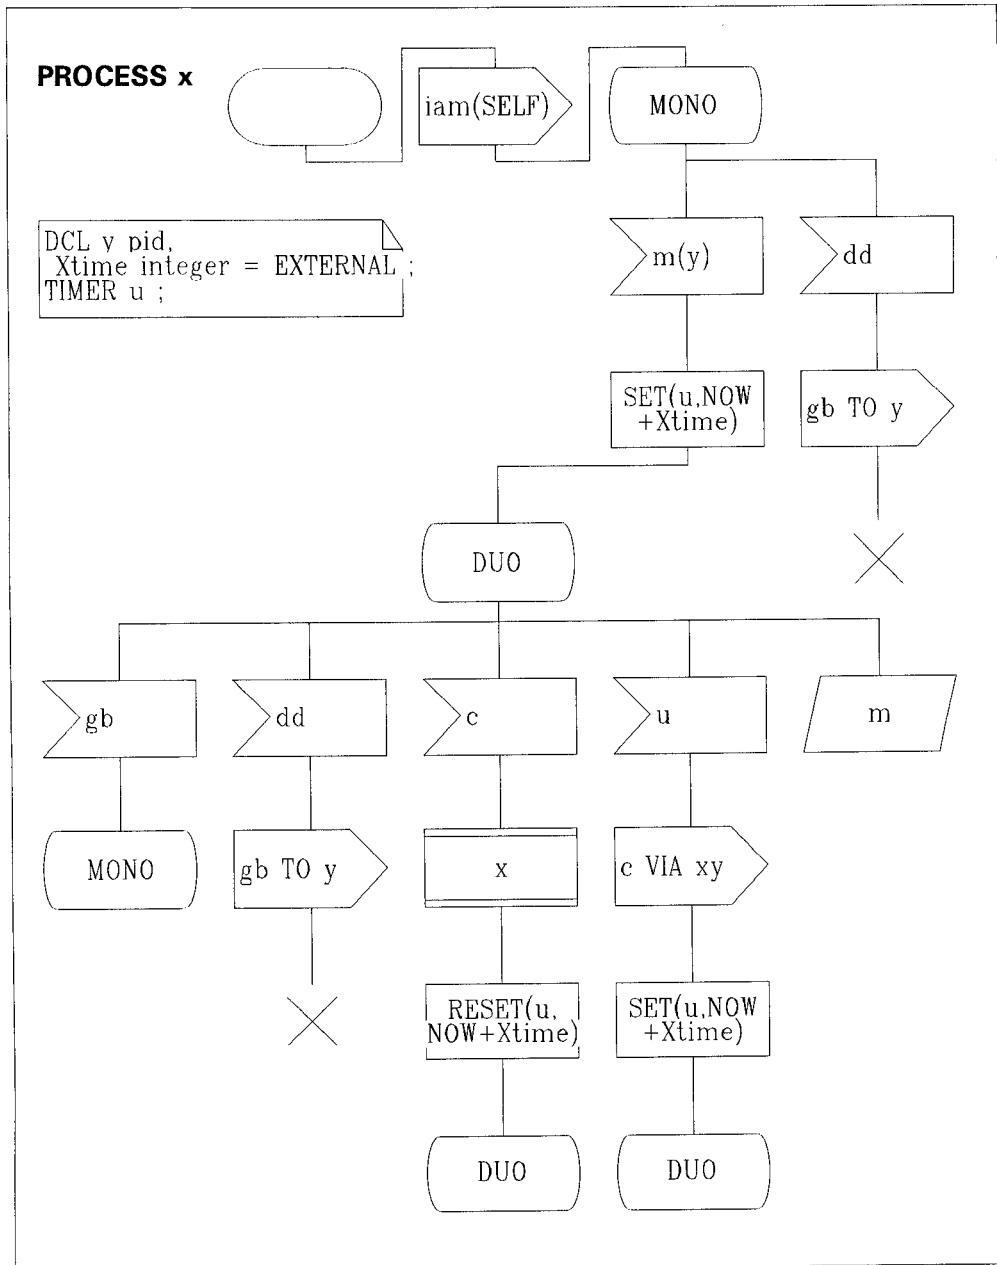 PROCESS x
iam(SELF)
MONO
DCL y pid,
Xtime integer = EXTERNAL ;
TIMER u ;
m(y)
dd
SET(u,NOW
+Xtime)
gb TO y
DUO
gb
dd
c
u
m
MONO
gb TO y
x
c VIA xy
RESET(u,
NOW+Xtime)
SET(u,NOW
+Xtime)
DUO
DUO